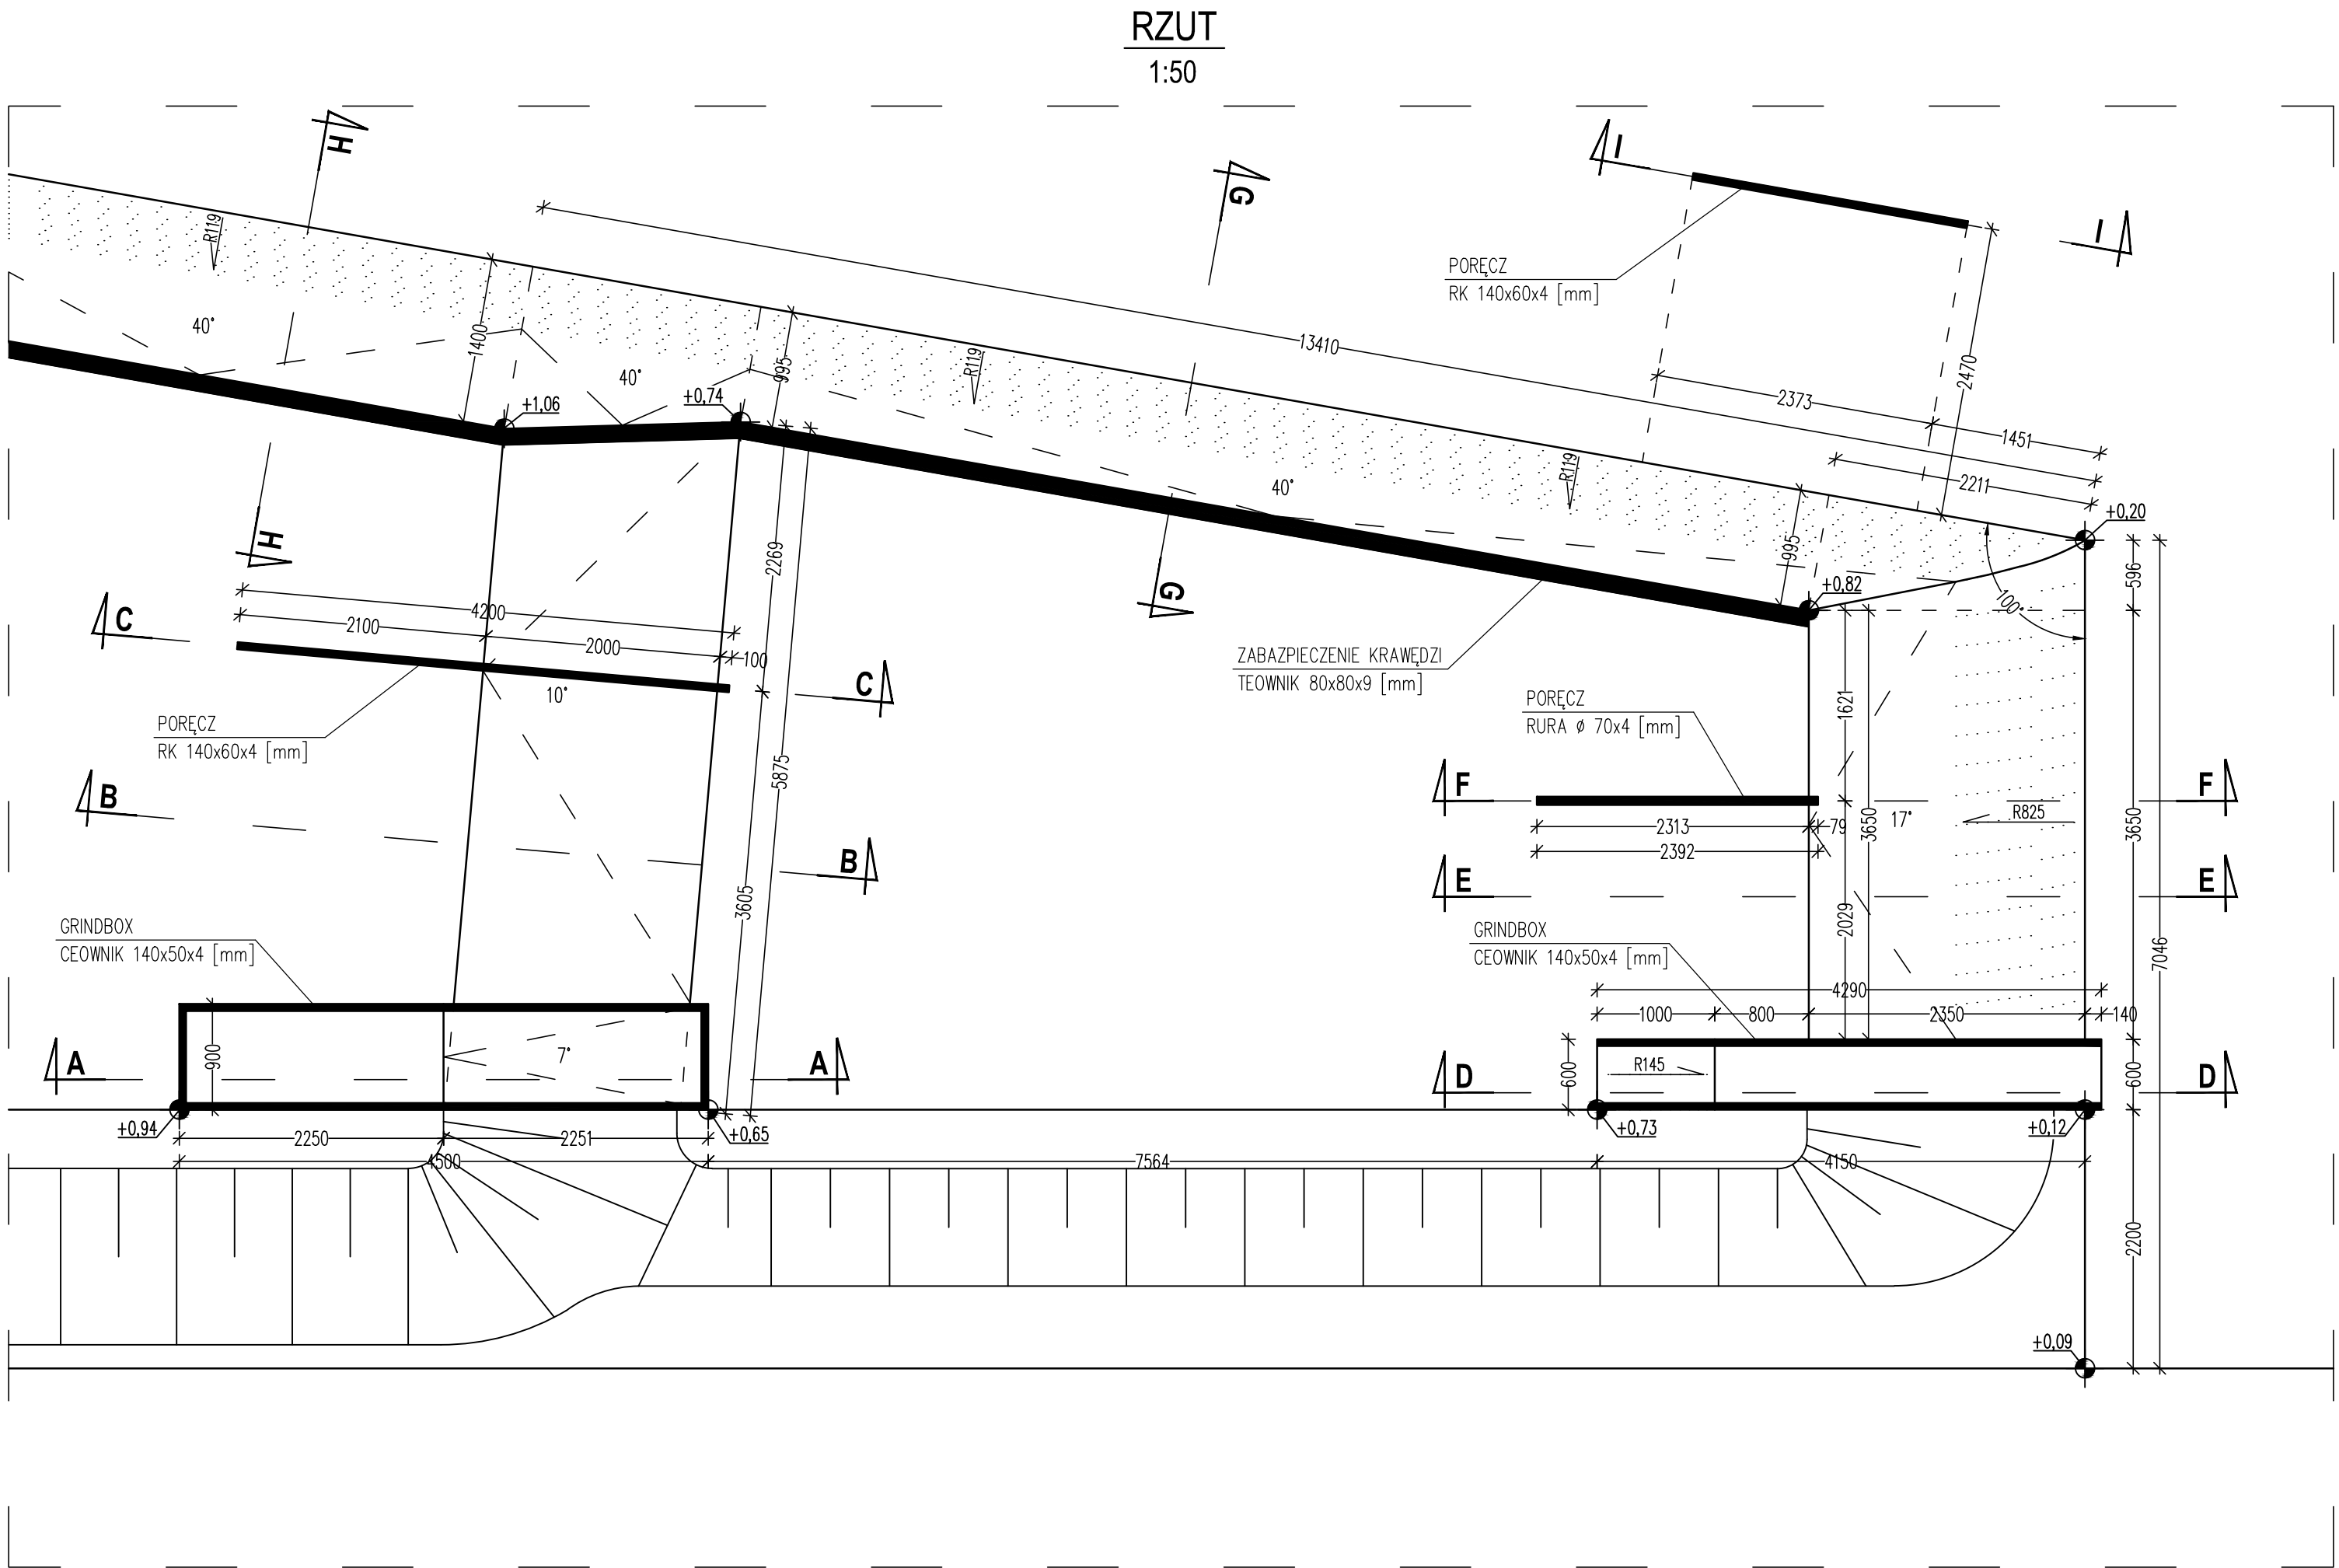 RZUT
1:50
H
G
I
I
R119
PORĘCZ
RK 140x60x4 [mm]
1400
995
13410
R119
2470
40°
40°
2373
+1,06
+0,74
1451
R119
40°
2211
+0,20
H
995
596
2269
+0,82
100°
G
C
4200
2100
2000
100
C
10°
ZABAZPIECZENIE KRAWĘDZI
TEOWNIK 80x80x9 [mm]
PORĘCZ
RURA ϕ 70x4 [mm]
1621
PORĘCZ
RK 140x60x4 [mm]
5875
F
F
B
2313
79
3650
17°
R825
3650
B
2392
E
E
3605
2029
GRINDBOX
CEOWNIK 140x50x4 [mm]
GRINDBOX
CEOWNIK 140x50x4 [mm]
7046
4290
1000
800
2350
140
A
900
7°
A
D
600
R145
600
D
+0,94
+0,65
+0,73
+0,12
2250
2251
4500
7564
4150
2200
+0,09